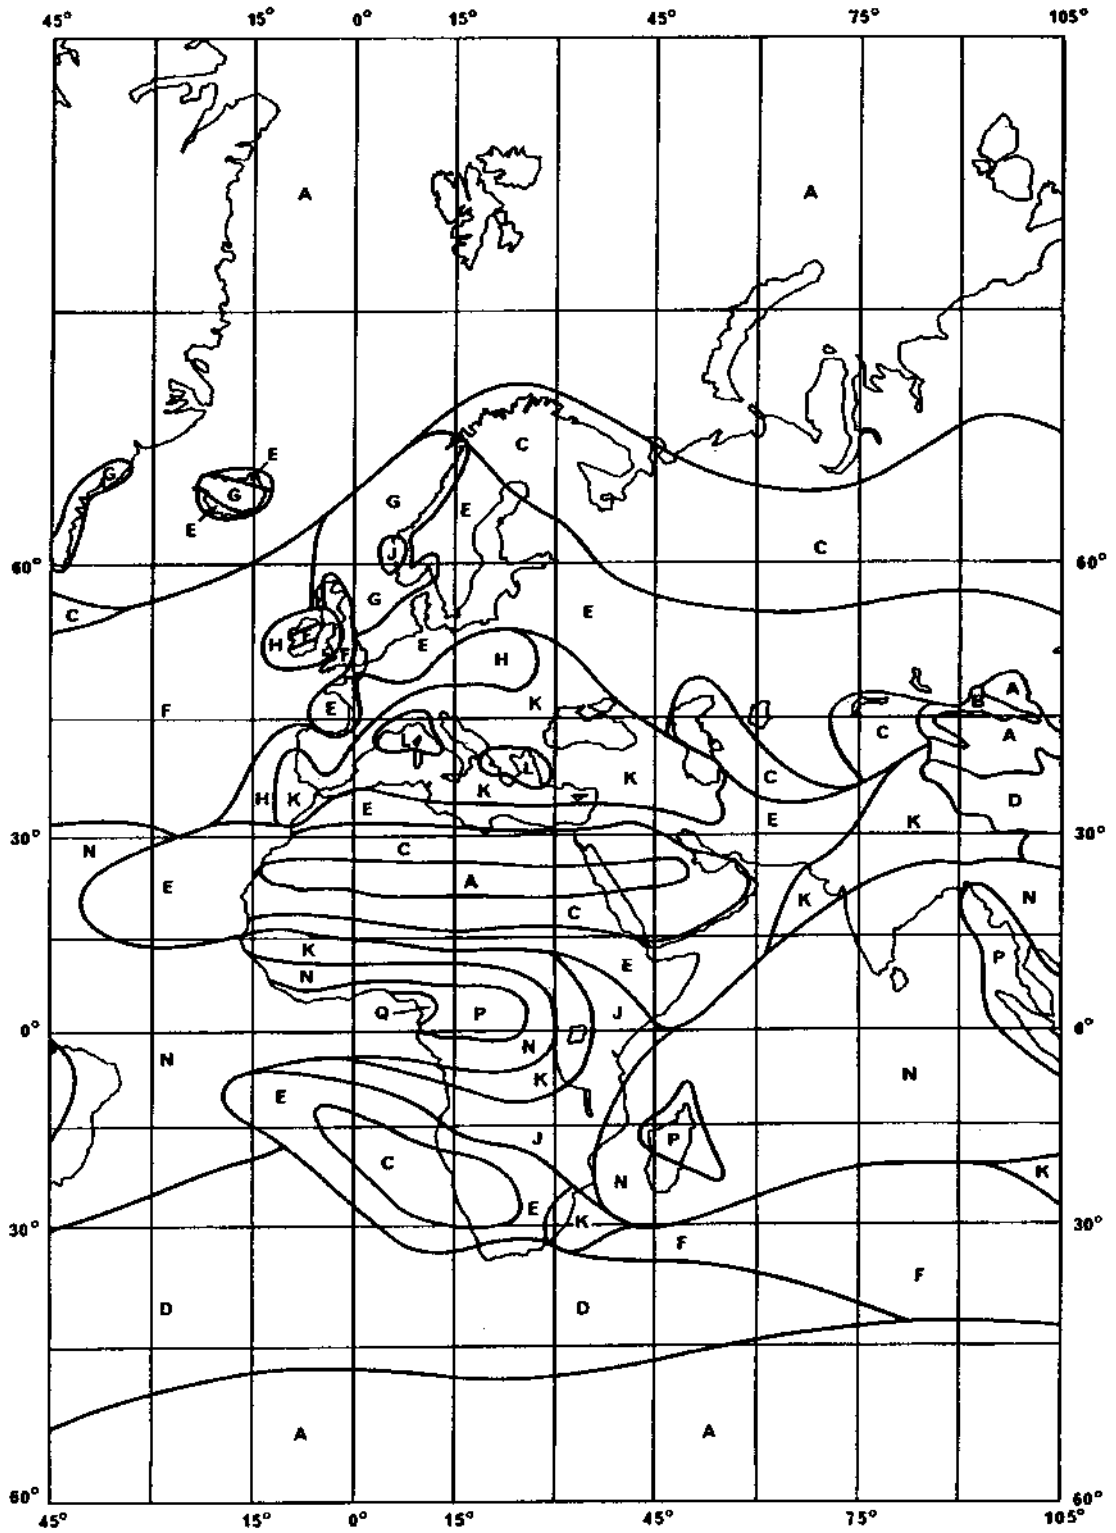 45° 15° 0° 15° 45° 75° 105°
A A
C
E
G G G E
E
J C
60° 60°
C G E
H F F E H
F E K A
B
C A
L L
K C
H K K E D
E K
30° 30°
N C
E A N
C K
K E P
N
Q P J
0° 0°
N N
K N
E
J P
C
N K
E K
30° 30°
F
F
D D
A A
60° 60°
45° 15° 0° 15° 45° 75° 105°